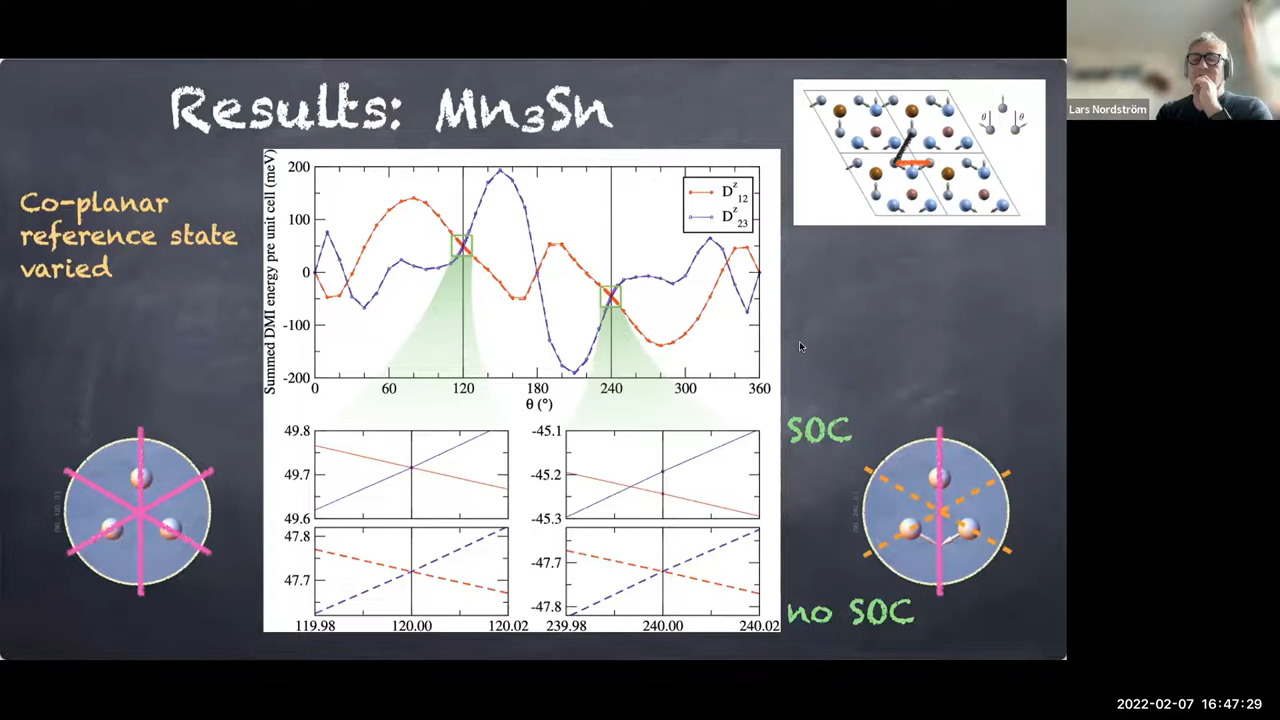 Results: Mn₃Sn
Lars Nordström
Co-planar
reference state
varied
Summed DMI energy pre unit cell (meV)
200
100
0
-100
-200
D^z_12
D^z_23
0 60 120 180 240 300 360
θ (°)
θ θ
49.8
49.7
49.6
-45.1
-45.2
-45.3
SOC
47.8
47.7
-47.7
-47.8
no SOC
119.98 120.00 120.02
239.98 240.00 240.02
2022-02-07 16:47:29